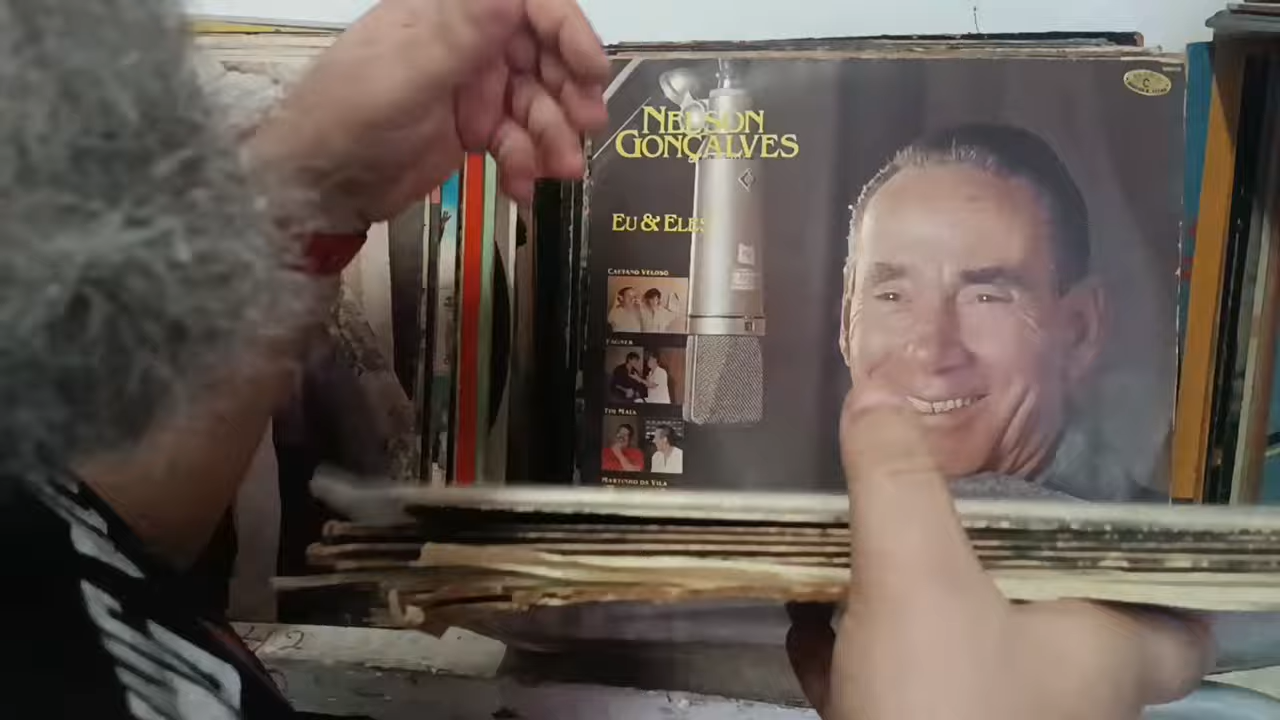 NELSON
GONÇALVES
EU & ELES
CAETANO VELOSO
FAGNER
TIM MAIA
MARTINHO DA VILA